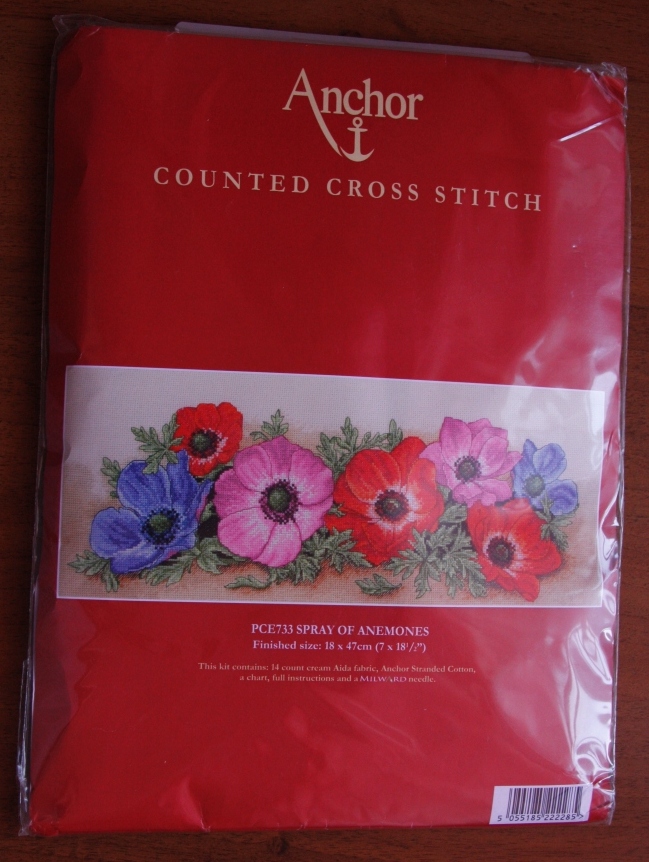 Anchor
COUNTED CROSS STITCH
PCE733 SPRAY OF ANEMONES
Finished size: 18 x 47cm (7 x 18½")
This kit contains: 14 count cream Aida fabric, Anchor Stranded Cotton,
a chart, full instructions and a MILWARD needle.
5 055185 222285 >